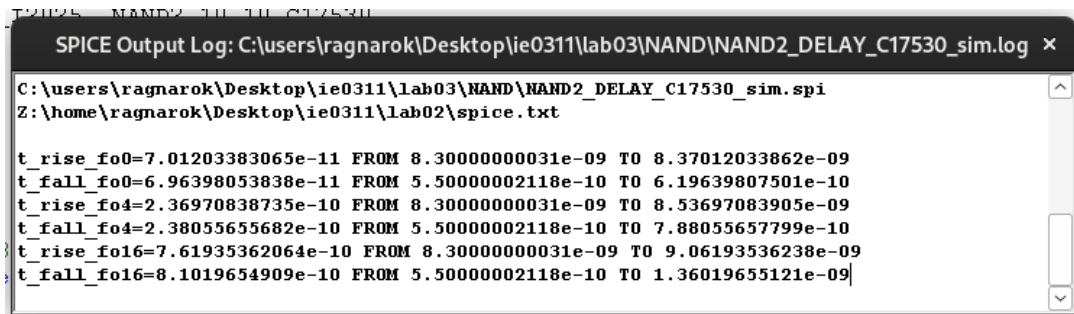 I2025  NAND2 10 10 C17530
SPICE Output Log: C:\users\ragnarok\Desktop\ie0311\lab03\NAND\NAND2_DELAY_C17530_sim.log ×
C:\users\ragnarok\Desktop\ie0311\lab03\NAND\NAND2_DELAY_C17530_sim.spi
Z:\home\ragnarok\Desktop\ie0311\lab02\spice.txt
t_rise_fo0=7.01203383065e-11 FROM 8.30000000031e-09 TO 8.37012033862e-09
t_fall_fo0=6.96398053838e-11 FROM 5.50000002118e-10 TO 6.19639807501e-10
t_rise_fo4=2.36970838735e-10 FROM 8.30000000031e-09 TO 8.53697083905e-09
t_fall_fo4=2.38055655682e-10 FROM 5.50000002118e-10 TO 7.88055657799e-10
t_rise_fo16=7.61935362064e-10 FROM 8.30000000031e-09 TO 9.06193536238e-09
t_fall_fo16=8.1019654909e-10 FROM 5.50000002118e-10 TO 1.36019655121e-09